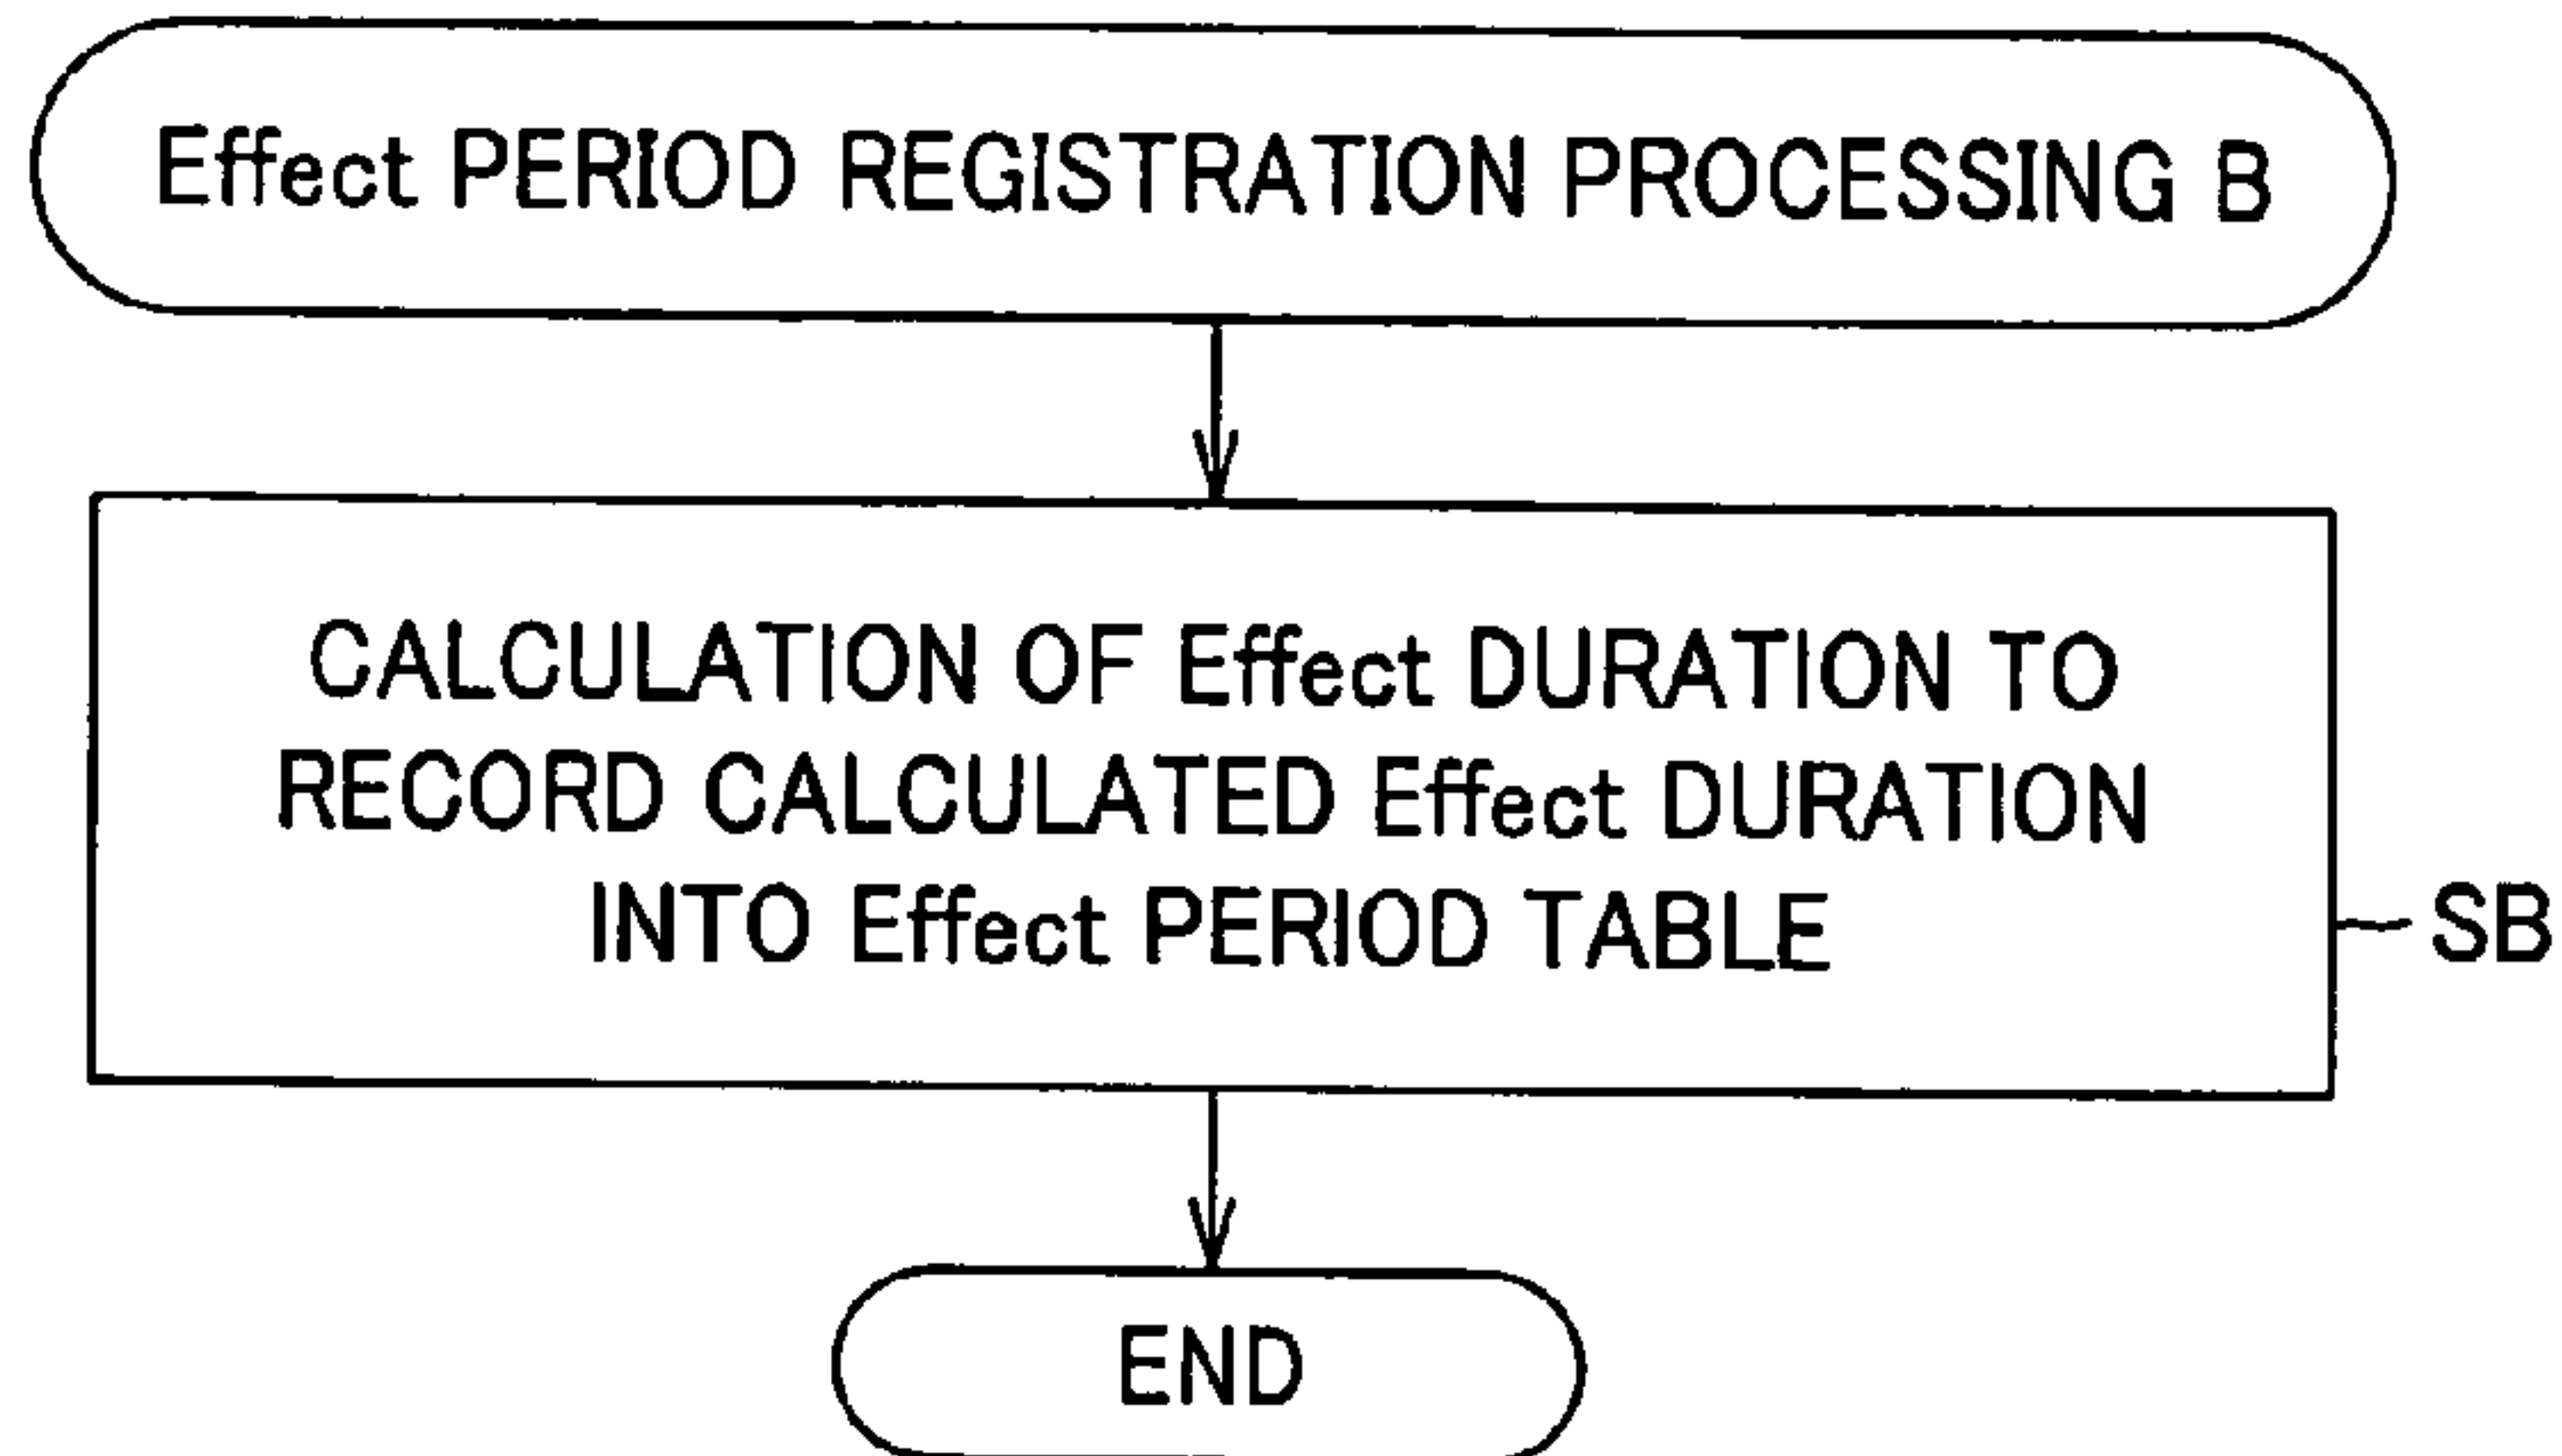 Effect PERIOD REGISTRATION PROCESSING B
CALCULATION OF Effect DURATION TO
RECORD CALCULATED Effect DURATION
INTO Effect PERIOD TABLE
SB
END